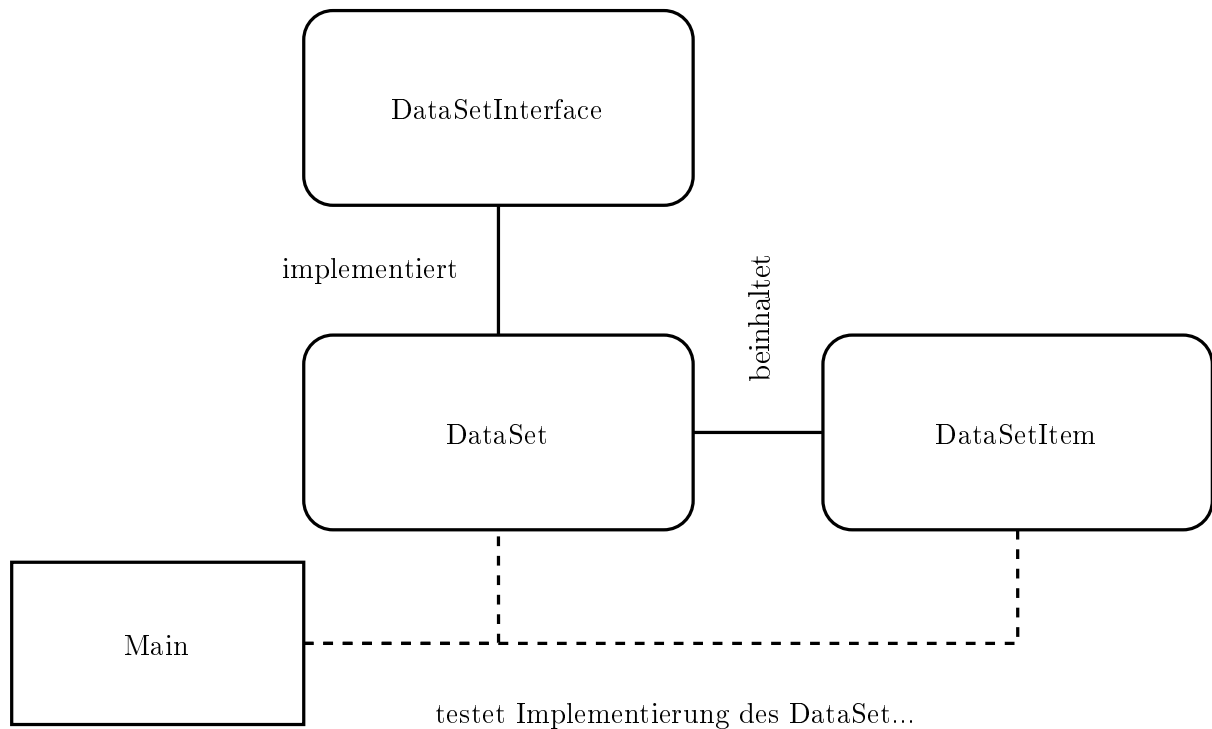 DataSetInterface
implementiert
beinhaltet
DataSet
DataSetItem
Main
testet Implementierung des DataSet...